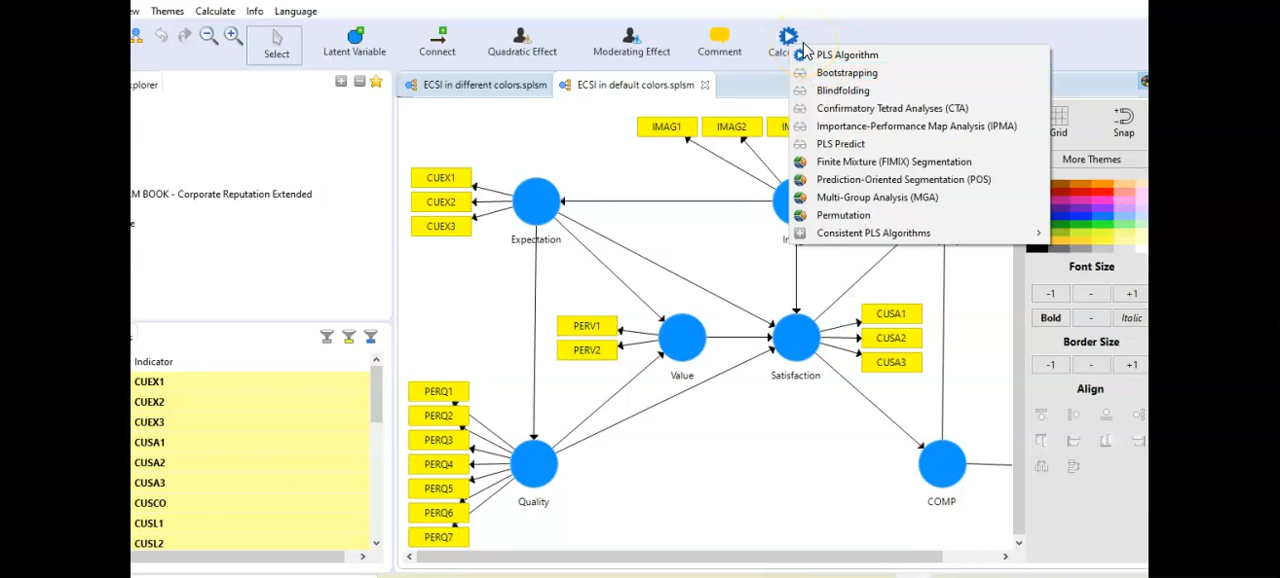 Themes Calculate Info Language
Select
Latent Variable
Connect
Quadratic Effect
Moderating Effect
Comment
PLS Algorithm
Bootstrapping
Blindfolding
Confirmatory Tetrad Analyses (CTA)
Importance-Performance Map Analysis (IPMA)
PLS Predict
Finite Mixture (FIMIX) Segmentation
Prediction-Oriented Segmentation (POS)
Multi-Group Analysis (MGA)
Permutation
Consistent PLS Algorithms
ECSI in different colors.splsm
ECSI in default colors.splsm
M BOOK - Corporate Reputation Extended
Indicator
CUEX1
CUEX2
CUEX3
CUSA1
CUSA2
CUSA3
CUSCO
CUSL1
CUSL2
IMAG1 IMAG2
CUEX1
CUEX2
CUEX3
Expectation
PERV1
PERV2
Value
Satisfaction
CUSA1
CUSA2
CUSA3
PERQ1
PERQ2
PERQ3
PERQ4
PERQ5
PERQ6
PERQ7
Quality
COMP
Grid Snap
More Themes
Font Size
-1 - +1
Bold - Italic
Border Size
-1 - +1
Align